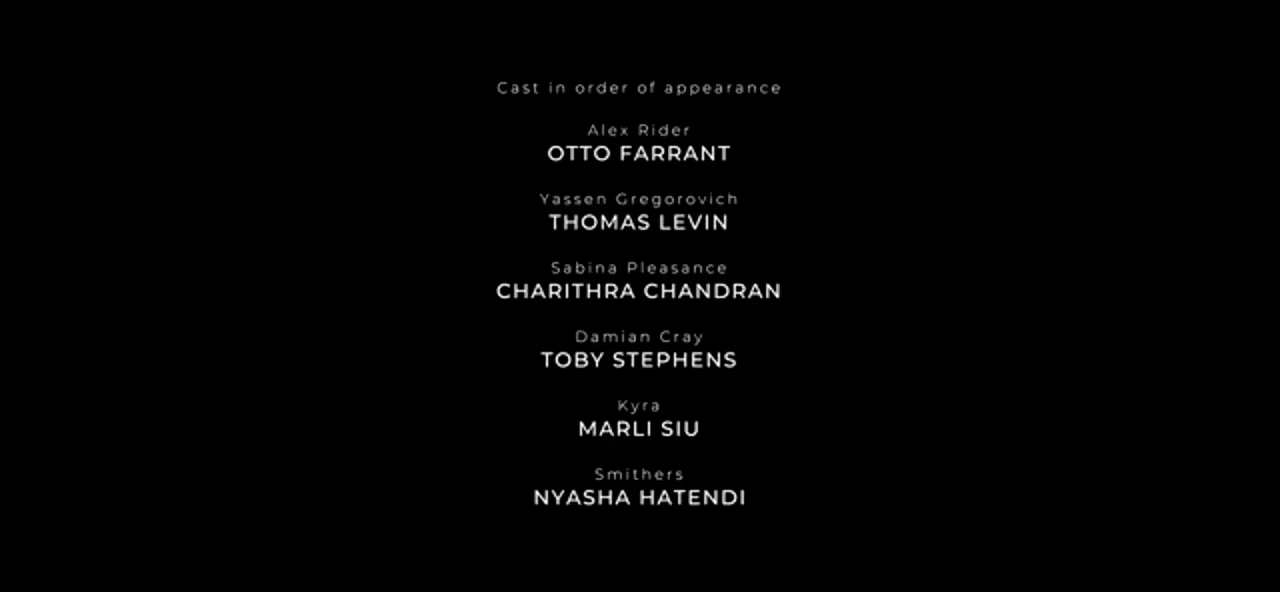 Cast in order of appearance
Alex Rider
OTTO FARRANT
Yassen Gregorovich
THOMAS LEVIN
Sabina Pleasance
CHARITHRA CHANDRAN
Damian Cray
TOBY STEPHENS
Kyra
MARLI SIU
Smithers
NYASHA HATENDI